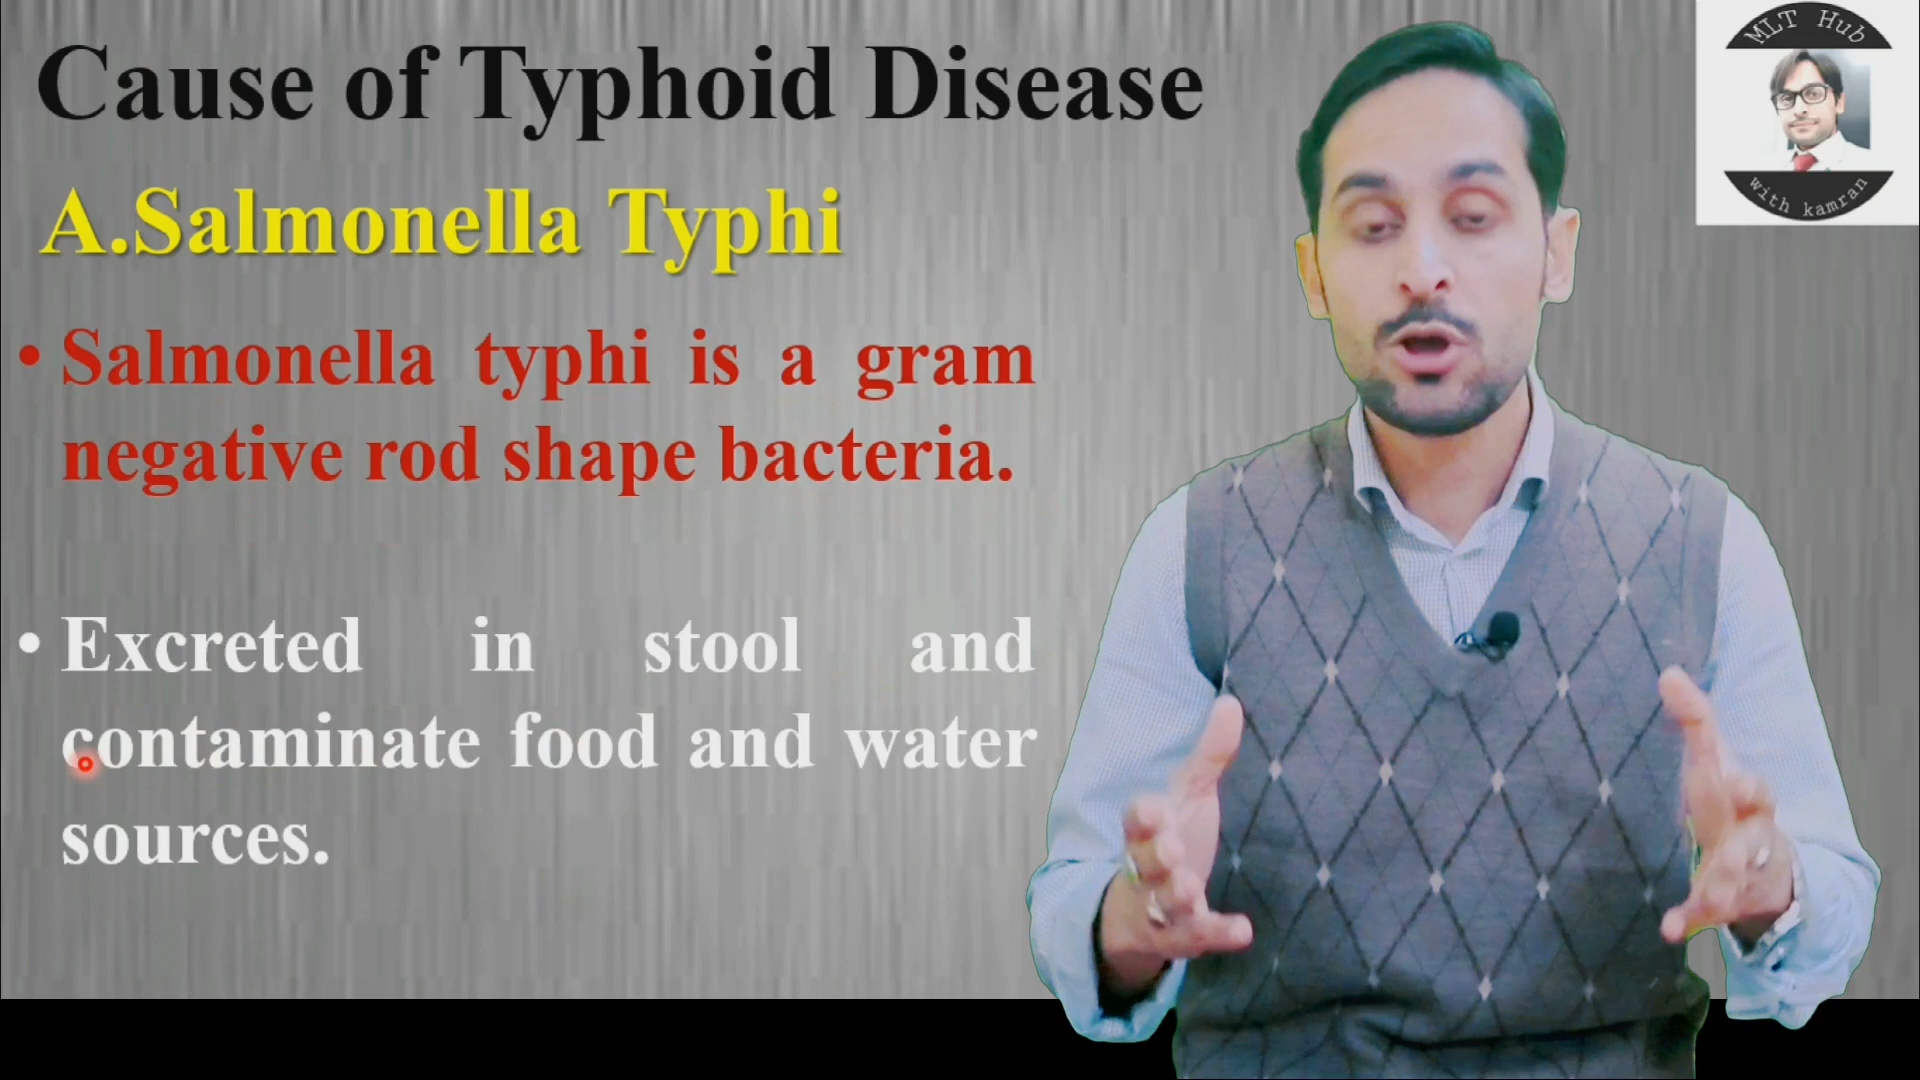 Cause of Typhoid Disease
A.Salmonella Typhi
• Salmonella typhi is a gram
negative rod shape bacteria.
• Excreted in stool and
contaminate food and water
sources.
MLT Hub
with kamran